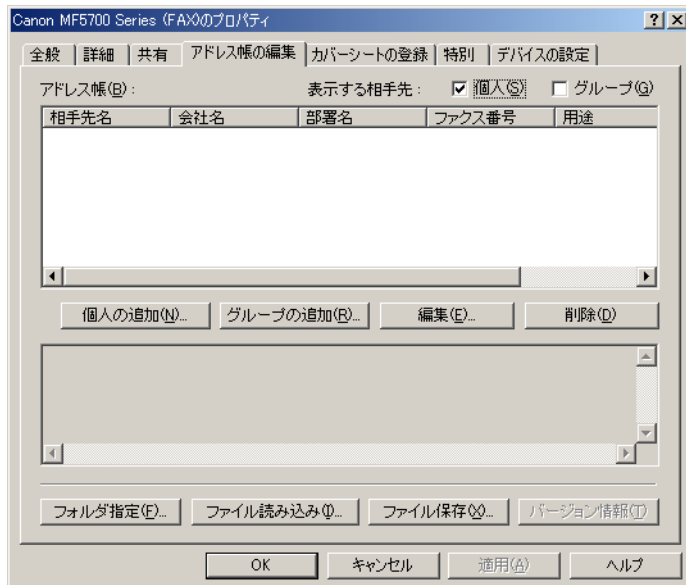 Canon MF5700 Series (FAX)のプロパティ
全般 詳細 共有 アドレス帳の編集 カバーシートの登録 特別 デバイスの設定
アドレス帳(B): 表示する相手先: 個人(S) グループ(G)
相手先名 会社名 部署名 ファクス番号 用途
個人の追加(N)... グループの追加(R)... 編集(E)... 削除(D)
フォルダ指定(F)... ファイル読み込み(I)... ファイル保存(X)... バージョン情報(T)
OK キャンセル 適用(A) ヘルプ